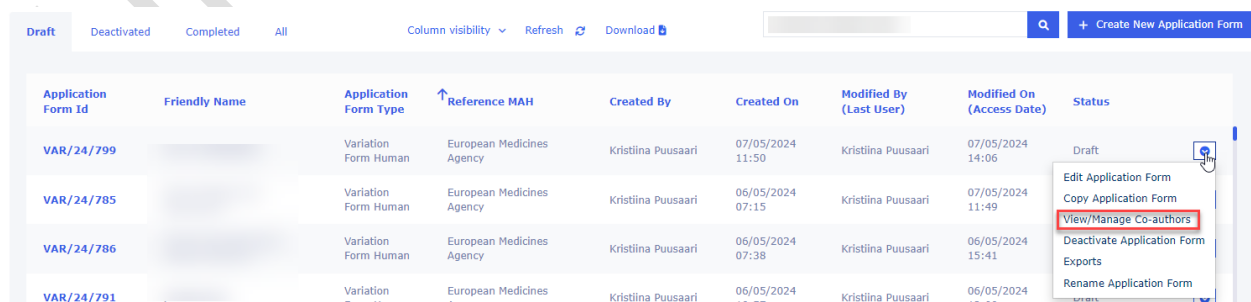 Draft Deactivated Completed All Column visibility Refresh Download + Create New Application Form
Application Form Id Friendly Name Application Form Type Reference MAH Created By Created On Modified By (Last User) Modified On (Access Date) Status
VAR/24/799 Variation Form Human European Medicines Agency Kristiina Puusaari 07/05/2024 11:50 Kristiina Puusaari 07/05/2024 14:06 Draft
Edit Application Form
Copy Application Form
View/Manage Co-authors
Deactivate Application Form
Exports
Rename Application Form
VAR/24/785 Variation Form Human European Medicines Agency Kristiina Puusaari 06/05/2024 07:15 Kristiina Puusaari 07/05/2024 11:49
VAR/24/786 Variation Form Human European Medicines Agency Kristiina Puusaari 06/05/2024 07:38 Kristiina Puusaari 06/05/2024 15:41
VAR/24/791 Variation European Medicines Kristiina Puusaari 06/05/2024 Kristiina Puusaari 06/05/2024